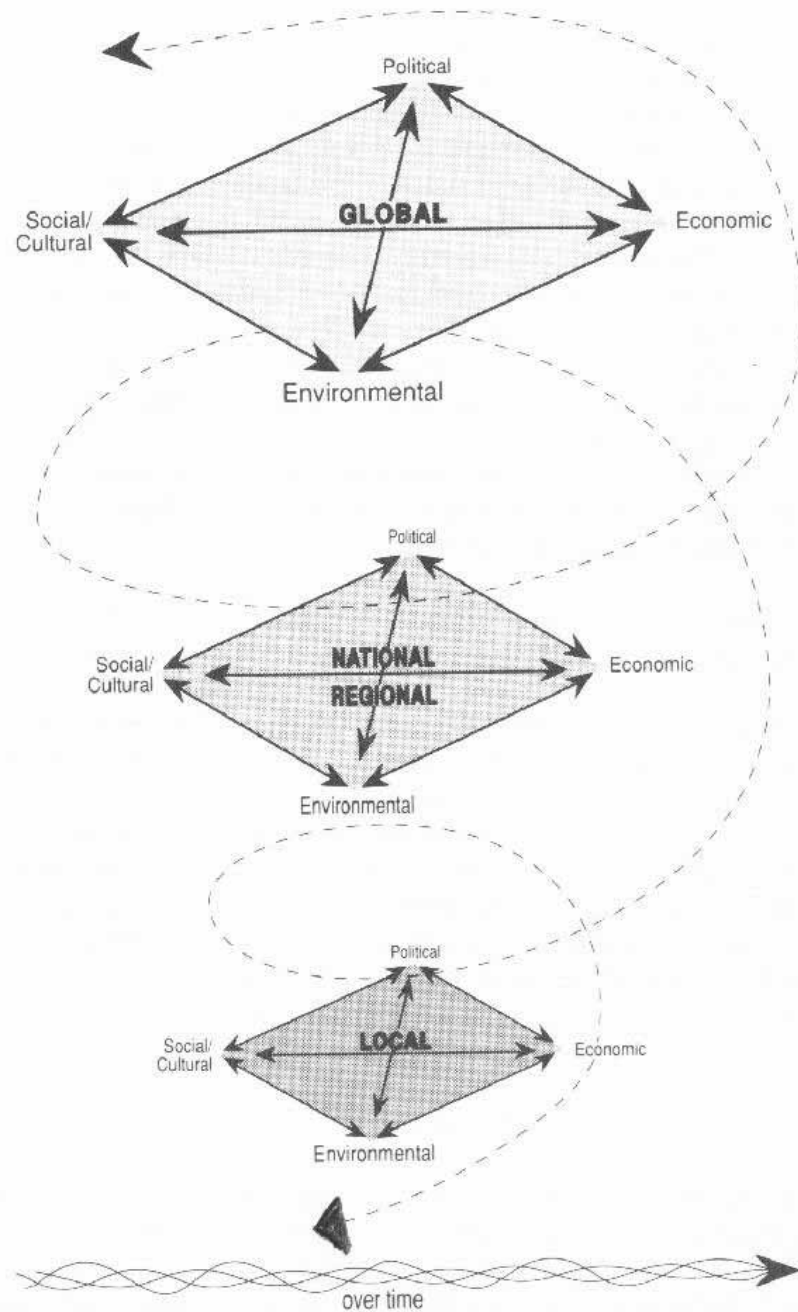 Political
GLOBAL
Social/
Cultural
Economic
Environmental
Political
NATIONAL
Social/
Cultural
Economic
REGIONAL
Environmental
Political
LOCAL
Social/
Cultural
Economic
Environmental
over time